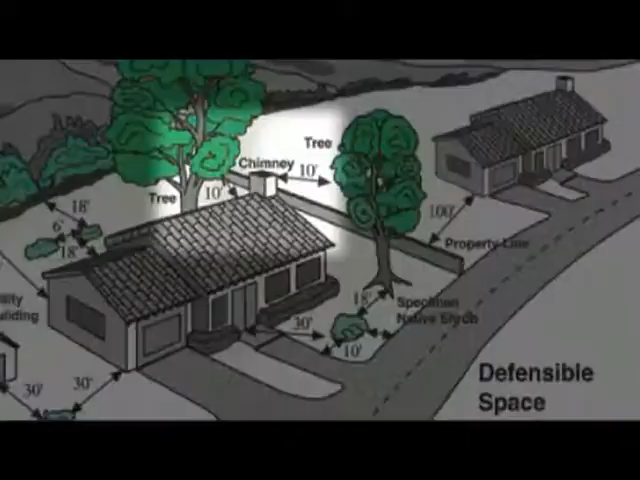 Tree
Chimney
10'
10'
Tree
18'
6'
18'
100'
Property Line
18'
Specimen
Native Shrub
30'
10'
30'
30'
Defensible
Space